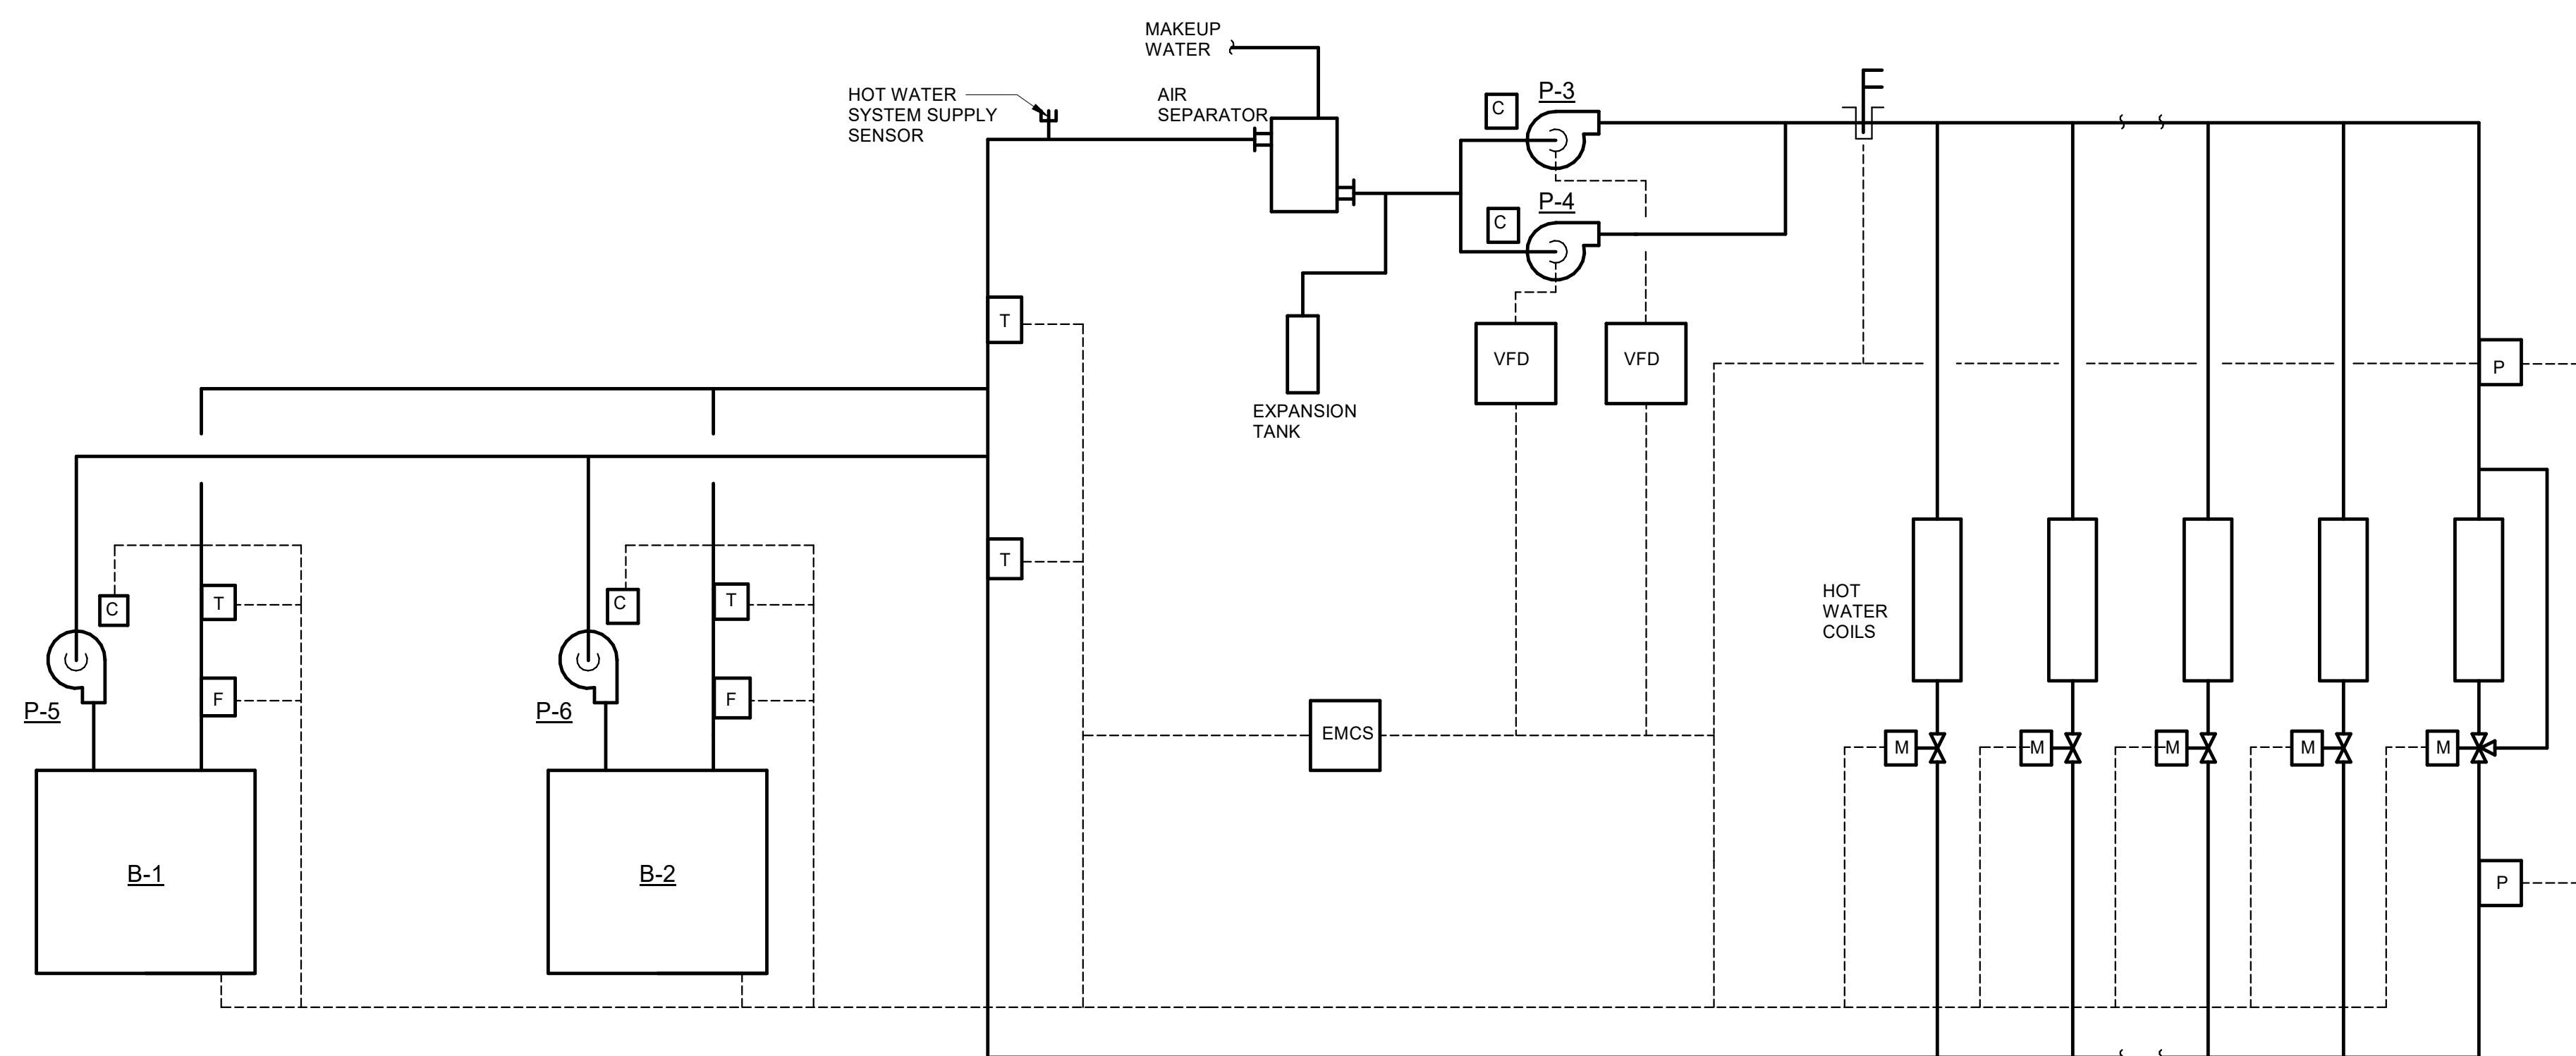 MAKEUP
WATER
HOT WATER
SYSTEM SUPPLY
SENSOR
AIR
SEPARATOR
C
P-3
C
P-4
T
EXPANSION
TANK
VFD
VFD
P
T
C
T
C
T
F
F
P-5
P-6
HOT
WATER
COILS
EMCS
M
M
M
M
M
B-1
B-2
P